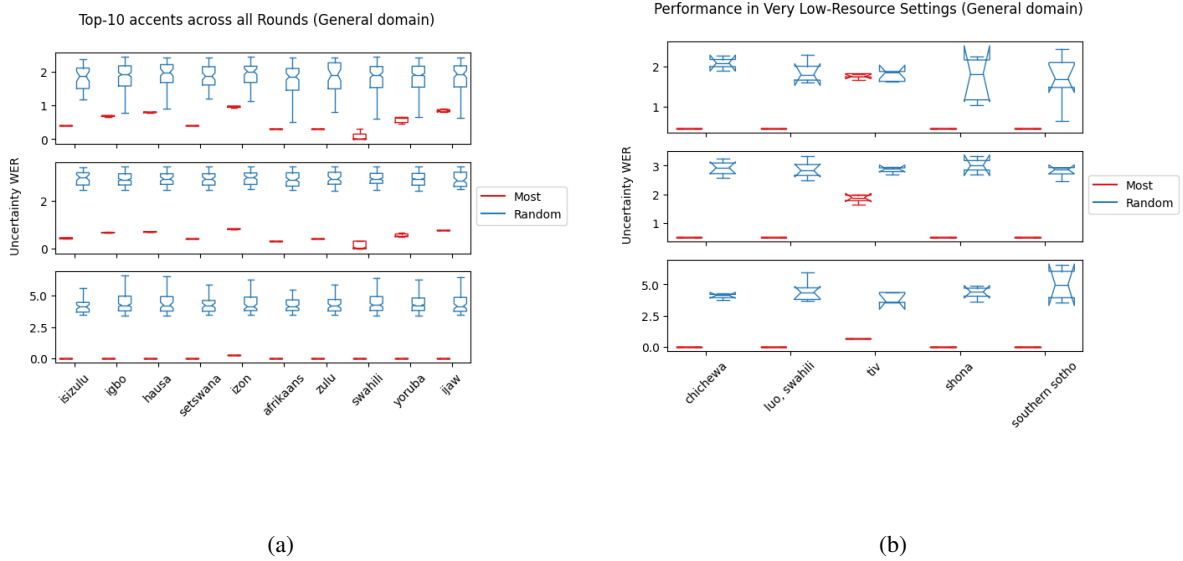 Top-10 accents across all Rounds (General domain)
2
1
0
2
0
5.0
2.5
0.0
Uncertainty WER
isizulu
igbo
hausa
setswana
izon
afrikaans
zulu
swahili
yoruba
ijaw
Most
Random
(a)
Performance in Very Low-Resource Settings (General domain)
2
1
3
2
1
5.0
2.5
0.0
Uncertainty WER
chichewa
luo, swahili
tiv
shona
southern sotho
Most
Random
(b)